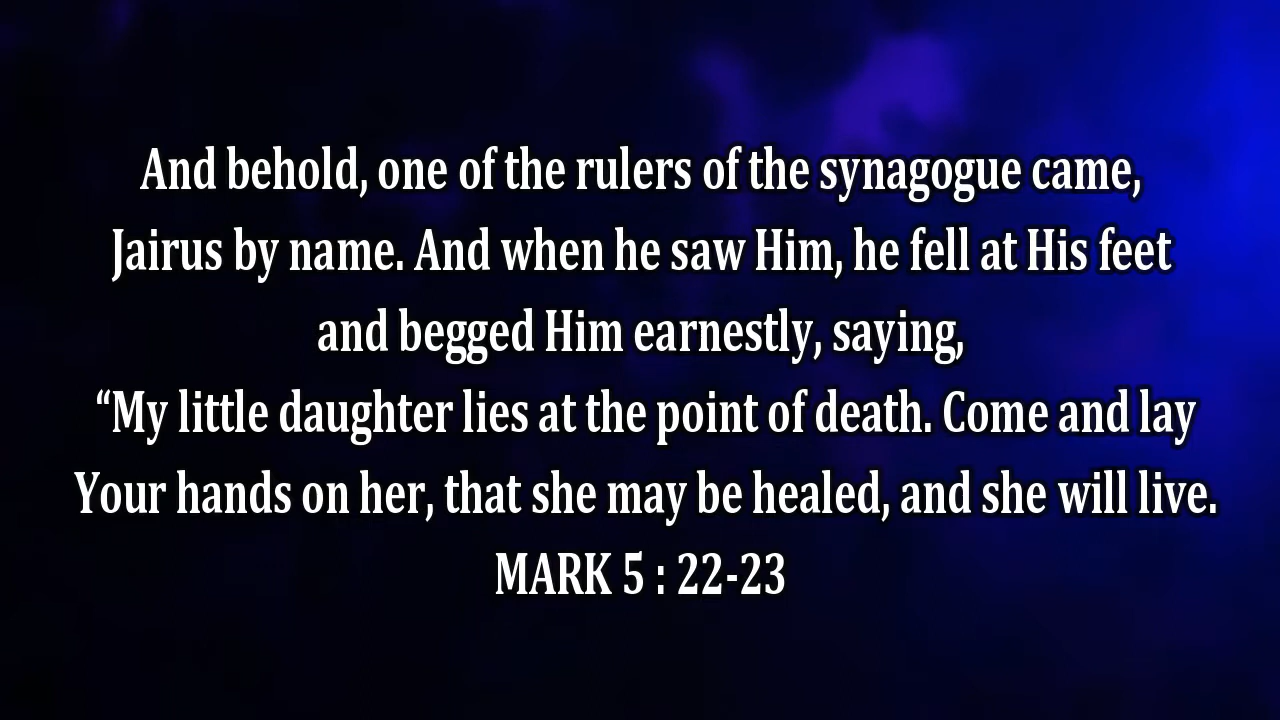 And behold, one of the rulers of the synagogue came,
Jairus by name. And when he saw Him, he fell at His feet
and begged Him earnestly, saying,
“My little daughter lies at the point of death. Come and lay
Your hands on her, that she may be healed, and she will live.
MARK 5 : 22-23